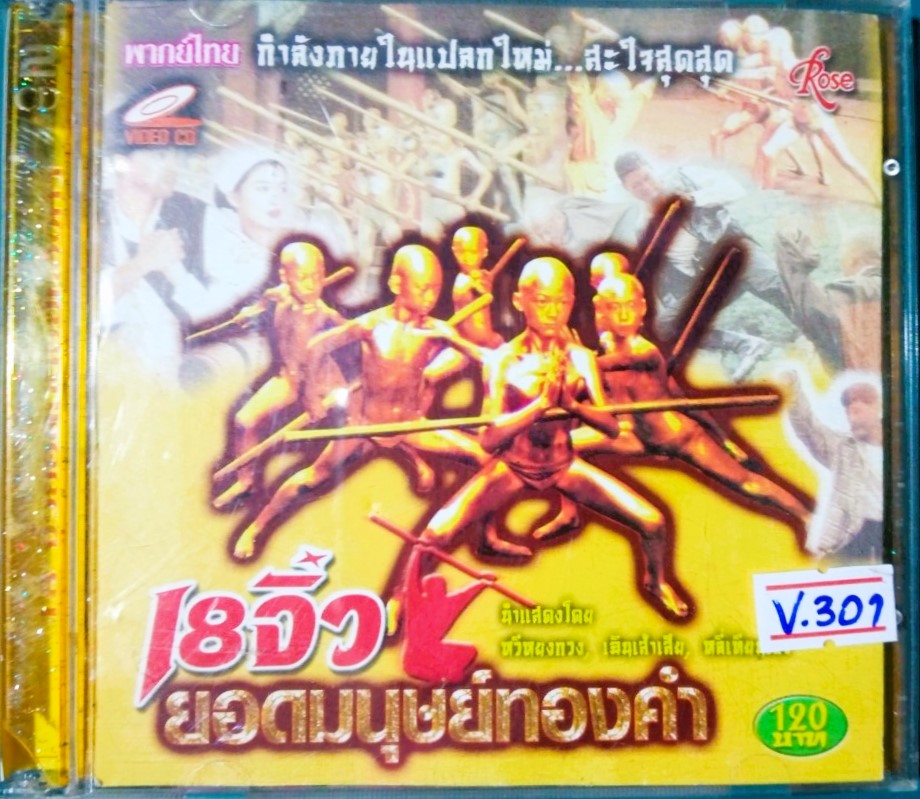 พากย์ไทย กำลังภายในแปลกใหม่...สะใจสุดสุด
Rose
VIDEO CD
18จิ๋ว
นำแสดงโดย
V.301
ยอดมนุษย์ทองคำ
120
บาท